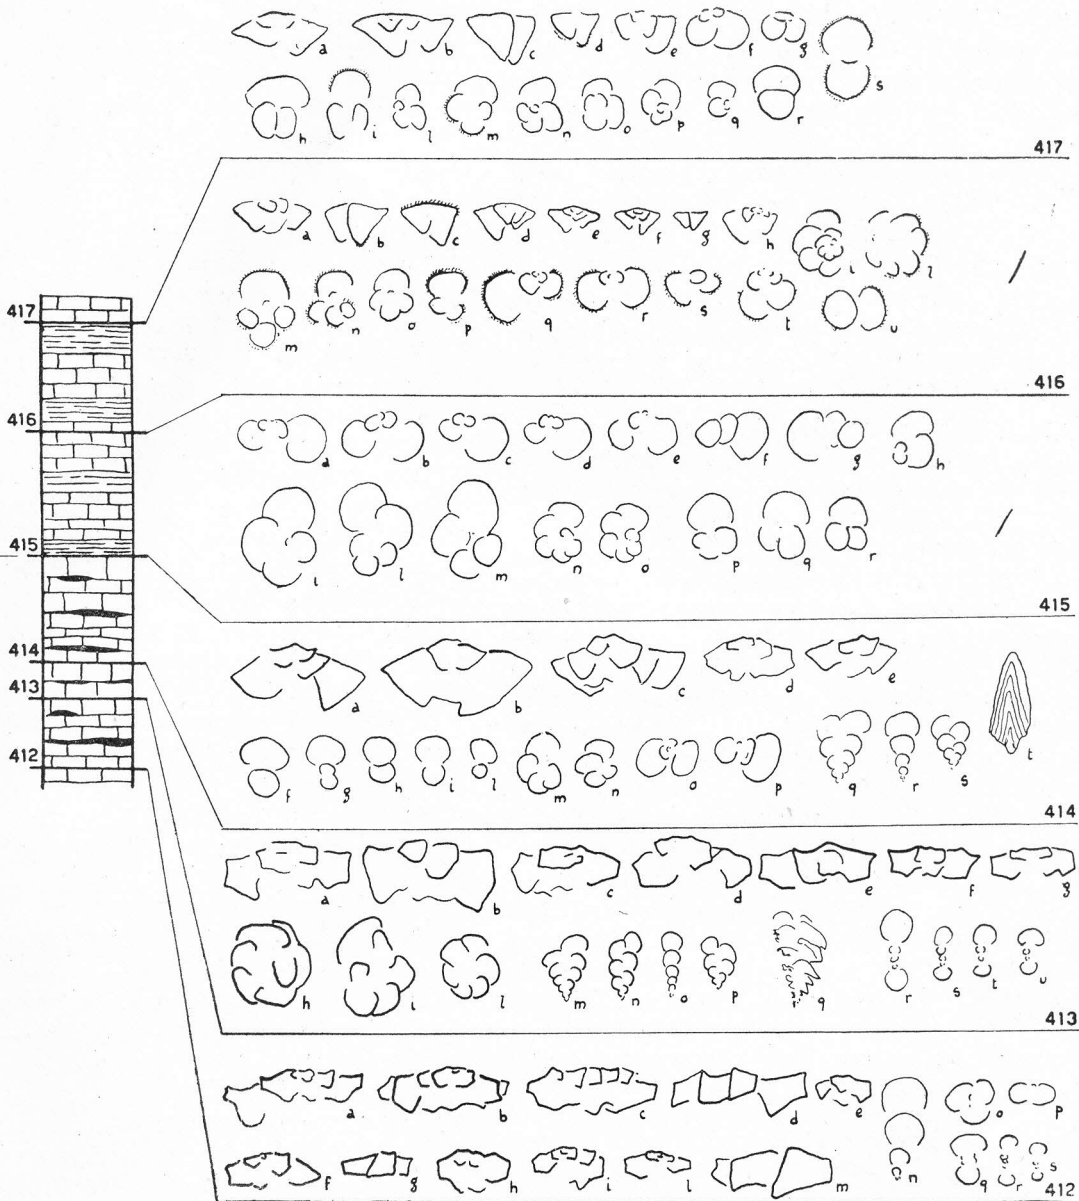 a b c d e f g s
h i l m n o p q r
417
a b c d e f g h i l
m n o p q r s t u
416
a b c d e f g h
i l m n o p q r
415
a b c d e t
f g h i l m n o p q r s
414
a b c d e f g
h i l m n o p q r s t u
413
a b c d e o p
f g h i l m n q r s
412
417
416
415
414
413
412